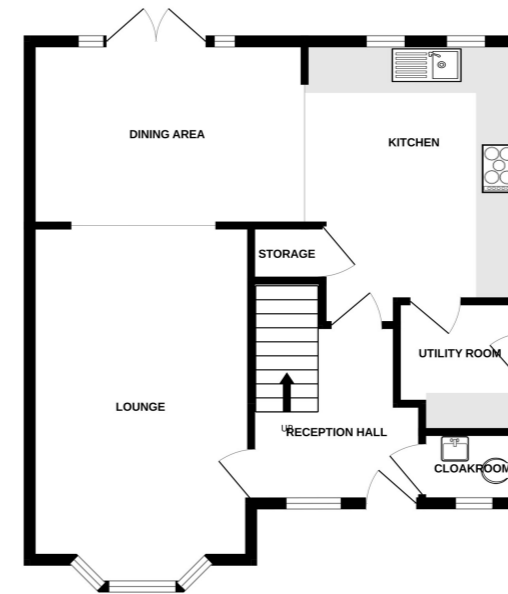 DINING AREA
KITCHEN
STORAGE
UTILITY ROOM
LOUNGE
UP
RECEPTION HALL
CLOAKROOM